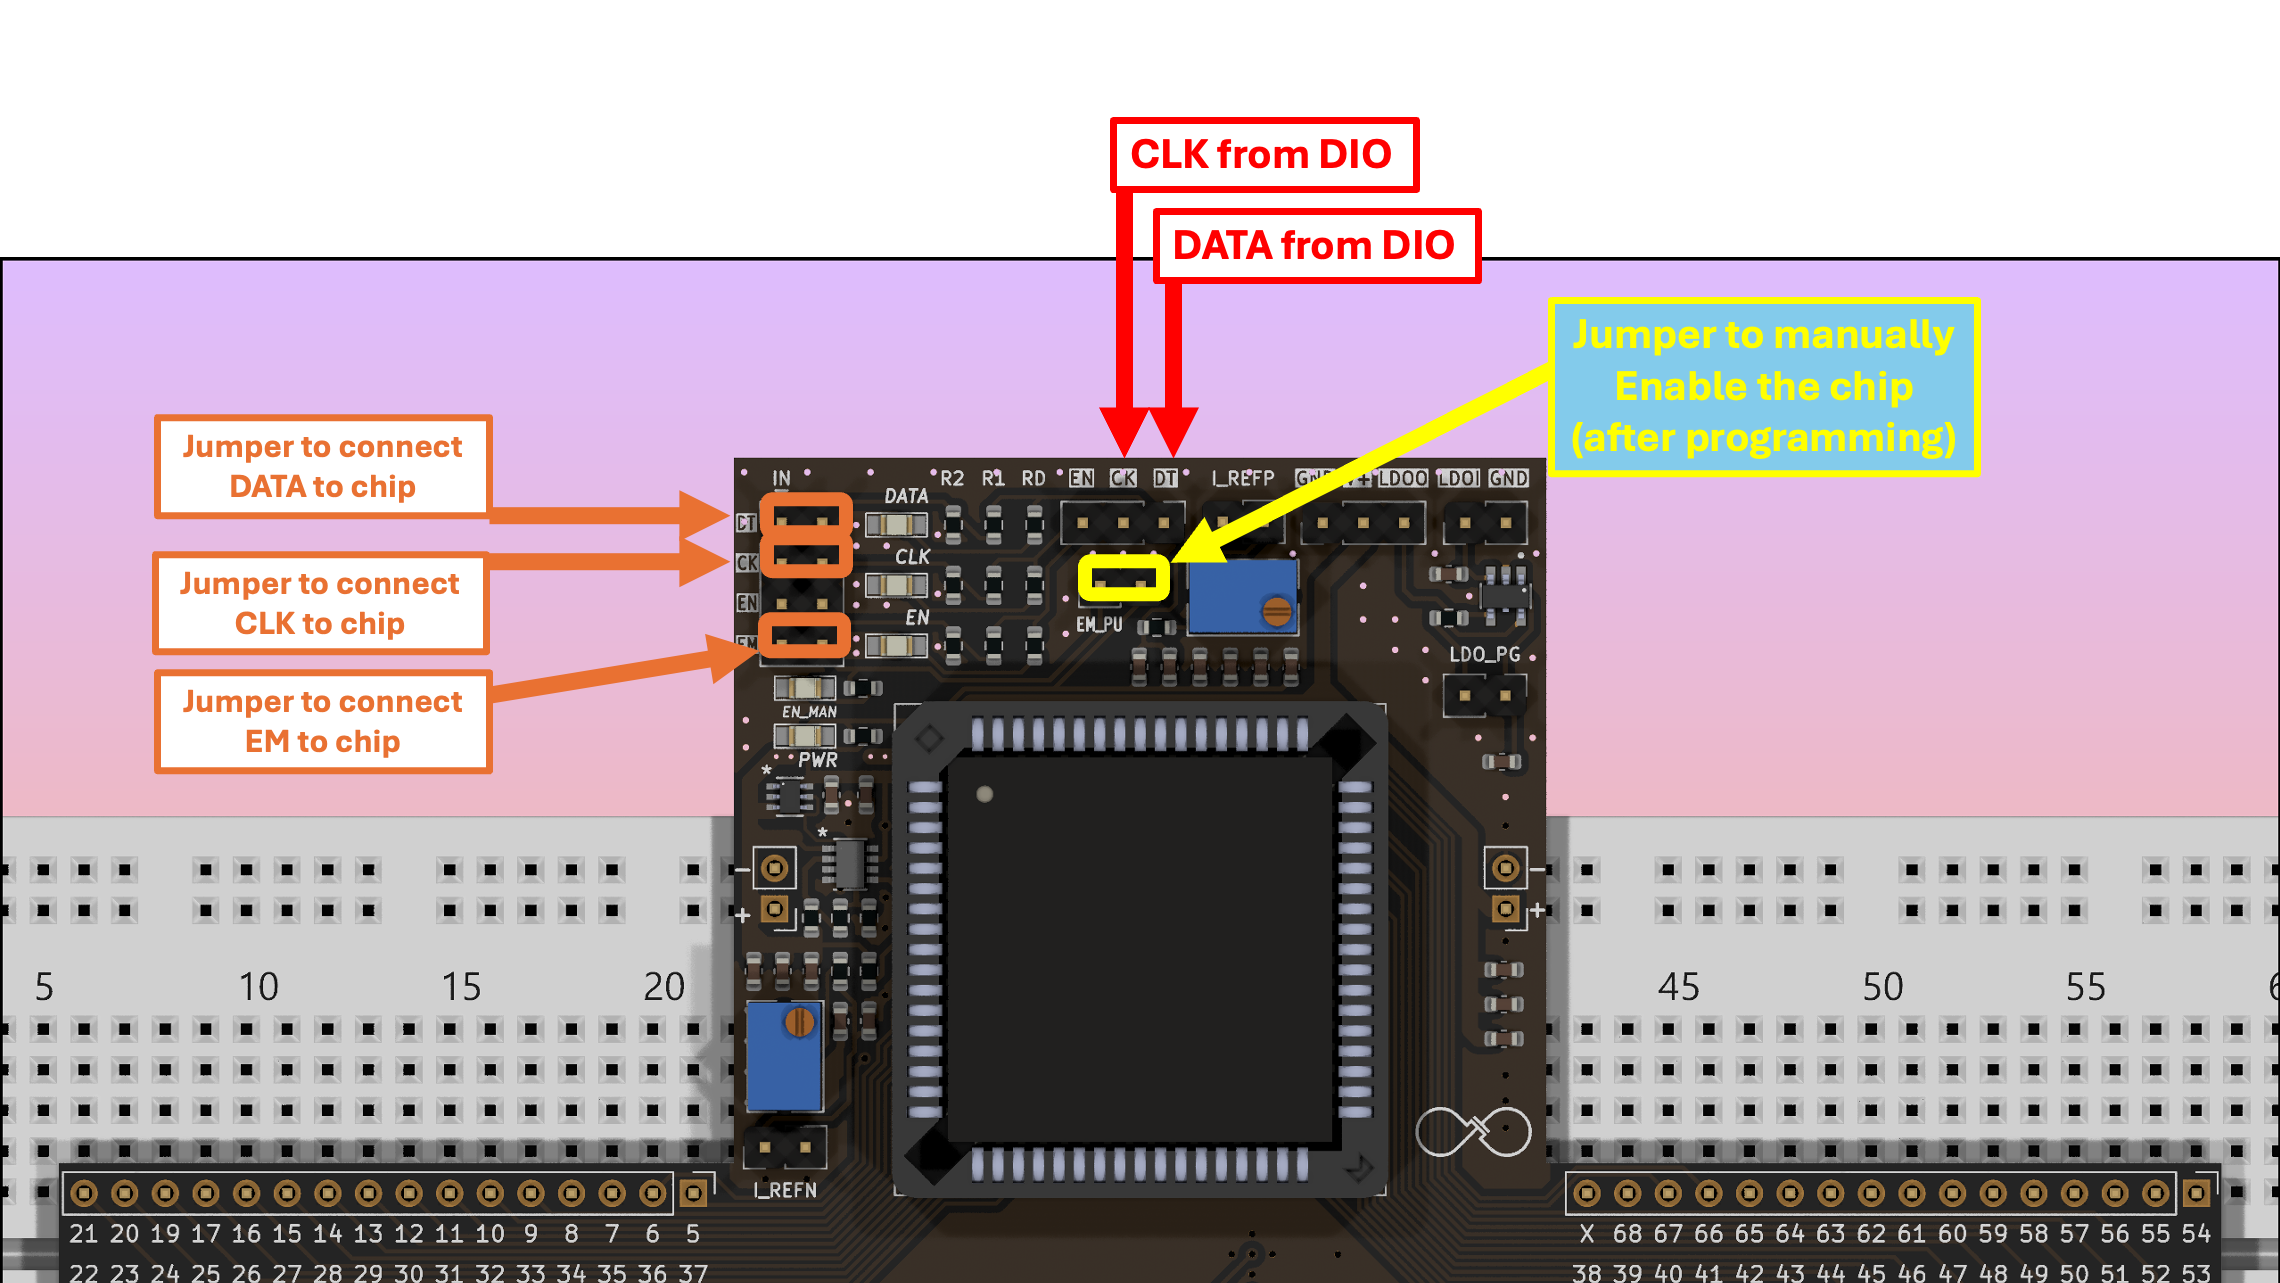 CLK from DIO
DATA from DIO
Jumper to manually
Enable the chip
(after programming)
Jumper to connect
DATA to chip
Jumper to connect
CLK to chip
Jumper to connect
EM to chip
IN
R2 R1 RD EN CK DT I_REFP LDOO LDOI GND
DATA
DT
CLK
CK
EN
EN
EM_PU
LDO_PG
EN_MAN
PWR
*
*
− −
+ +
5 10 15 20 45 50 55
I_REFN
21 20 19 17 16 15 14 13 12 11 10 9 8 7 6 5 X 68 67 66 65 64 63 62 61 60 59 58 57 56 55 54
22 23 24 25 26 27 28 29 30 31 32 33 34 35 36 37 38 39 40 41 42 43 44 45 46 47 48 49 50 51 52 53